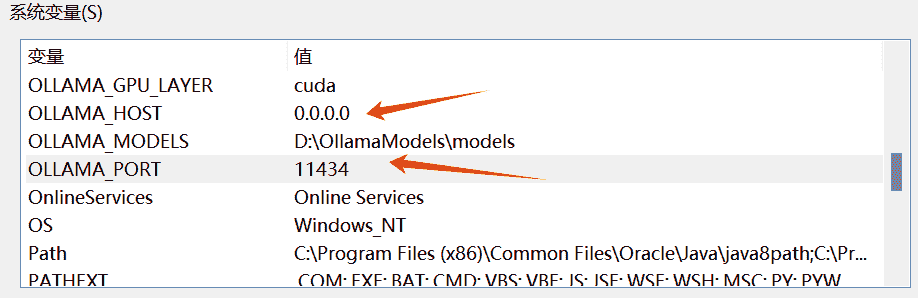 系统变量(S)
变量 值
OLLAMA_GPU_LAYER cuda
OLLAMA_HOST 0.0.0.0
OLLAMA_MODELS D:\OllamaModels\models
OLLAMA_PORT 11434
OnlineServices Online Services
OS Windows_NT
Path C:\Program Files (x86)\Common Files\Oracle\Java\java8path;C:\Pr...
PATHEXT .COM;.EXE;.BAT;.CMD;.VBS;.VBE;.JS;.JSE;.WSF;.WSH;.MSC;.PY;.PYW